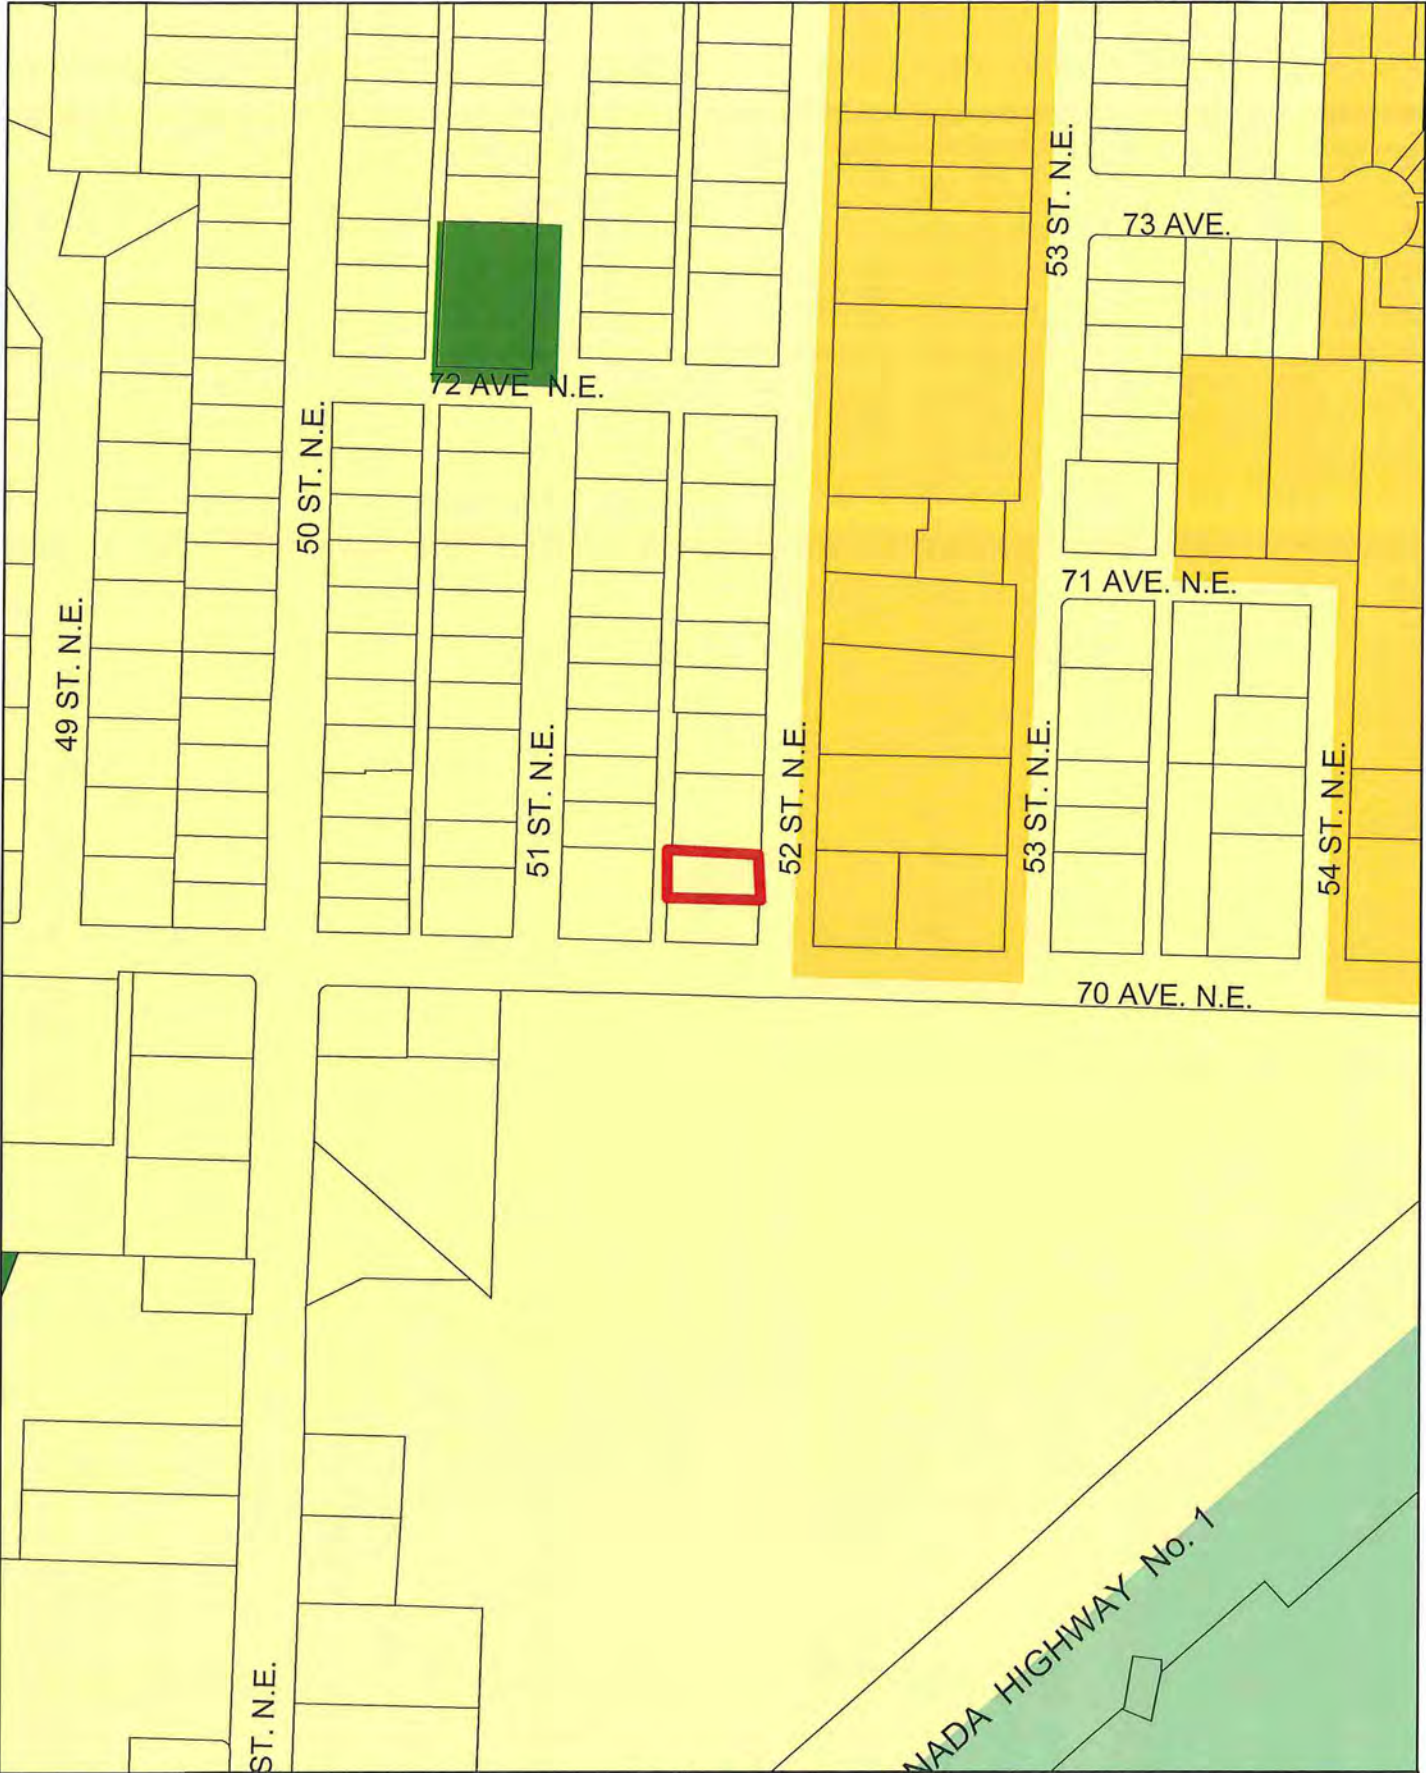 53 ST. N.E.
73 AVE.
72 AVE N.E.
50 ST. N.E.
71 AVE. N.E.
49 ST. N.E.
51 ST. N.E.
52 ST. N.E.
53 ST. N.E.
54 ST. N.E.
70 AVE. N.E.
NADA HIGHWAY No. 1
ST. N.E.